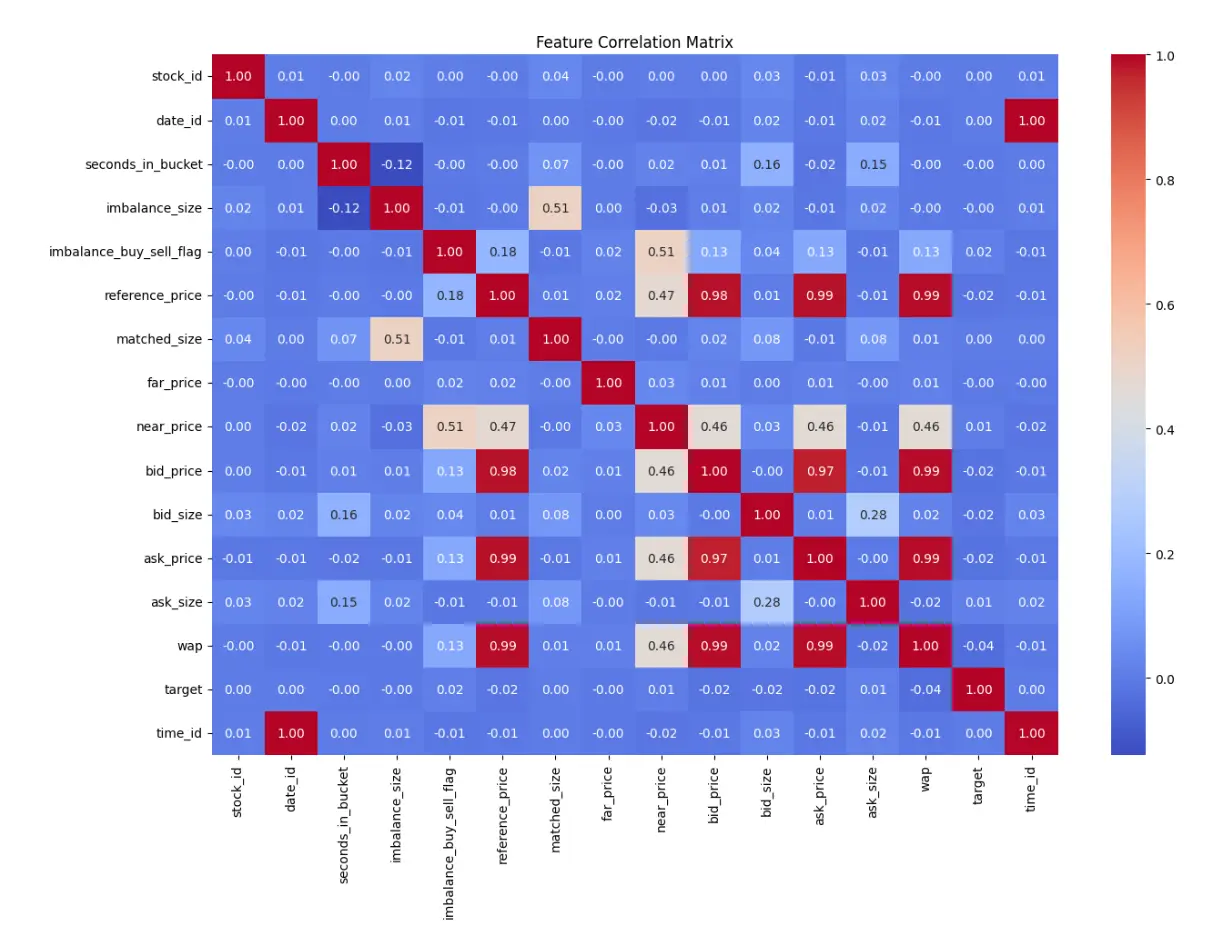 Feature Correlation Matrix
stock_id 1.00 0.01 -0.00 0.02 0.00 -0.00 0.04 -0.00 0.00 0.00 0.03 -0.01 0.03 -0.00 0.00 0.01
date_id 0.01 1.00 0.00 0.01 -0.01 -0.01 0.00 -0.00 -0.02 -0.01 0.02 -0.01 0.02 -0.01 0.00 1.00
seconds_in_bucket -0.00 0.00 1.00 -0.12 -0.00 -0.00 0.07 -0.00 0.02 0.01 0.16 -0.02 0.15 -0.00 -0.00 0.00
imbalance_size 0.02 0.01 -0.12 1.00 -0.01 -0.00 0.51 0.00 -0.03 0.01 0.02 -0.01 0.02 -0.00 -0.00 0.01
imbalance_buy_sell_flag 0.00 -0.01 -0.00 -0.01 1.00 0.18 -0.01 0.02 0.51 0.13 0.04 0.13 -0.01 0.13 0.02 -0.01
reference_price -0.00 -0.01 -0.00 -0.00 0.18 1.00 0.01 0.02 0.47 0.98 0.01 0.99 -0.01 0.99 -0.02 -0.01
matched_size 0.04 0.00 0.07 0.51 -0.01 0.01 1.00 -0.00 -0.00 0.02 0.08 -0.01 0.08 0.01 0.00 0.00
far_price -0.00 -0.00 -0.00 0.00 0.02 0.02 -0.00 1.00 0.03 0.01 0.00 0.01 -0.00 0.01 -0.00 -0.00
near_price 0.00 -0.02 0.02 -0.03 0.51 0.47 -0.00 0.03 1.00 0.46 0.03 0.46 -0.01 0.46 0.01 -0.02
bid_price 0.00 -0.01 0.01 0.01 0.13 0.98 0.02 0.01 0.46 1.00 -0.00 0.97 -0.01 0.99 -0.02 -0.01
bid_size 0.03 0.02 0.16 0.02 0.04 0.01 0.08 0.00 0.03 -0.00 1.00 0.01 0.28 0.02 -0.02 0.03
ask_price -0.01 -0.01 -0.02 -0.01 0.13 0.99 -0.01 0.01 0.46 0.97 0.01 1.00 -0.00 0.99 -0.02 -0.01
ask_size 0.03 0.02 0.15 0.02 -0.01 -0.01 0.08 -0.00 -0.01 -0.01 0.28 -0.00 1.00 -0.02 0.01 0.02
wap -0.00 -0.01 -0.00 -0.00 0.13 0.99 0.01 0.01 0.46 0.99 0.02 0.99 -0.02 1.00 -0.04 -0.01
target 0.00 0.00 -0.00 -0.00 0.02 -0.02 0.00 -0.00 0.01 -0.02 -0.02 -0.02 0.01 -0.04 1.00 0.00
time_id 0.01 1.00 0.00 0.01 -0.01 -0.01 0.00 -0.00 -0.02 -0.01 0.03 -0.01 0.02 -0.01 0.00 1.00
stock_id
date_id
seconds_in_bucket
imbalance_size
imbalance_buy_sell_flag
reference_price
matched_size
far_price
near_price
bid_price
bid_size
ask_price
ask_size
wap
target
time_id
1.0
0.8
0.6
0.4
0.2
0.0